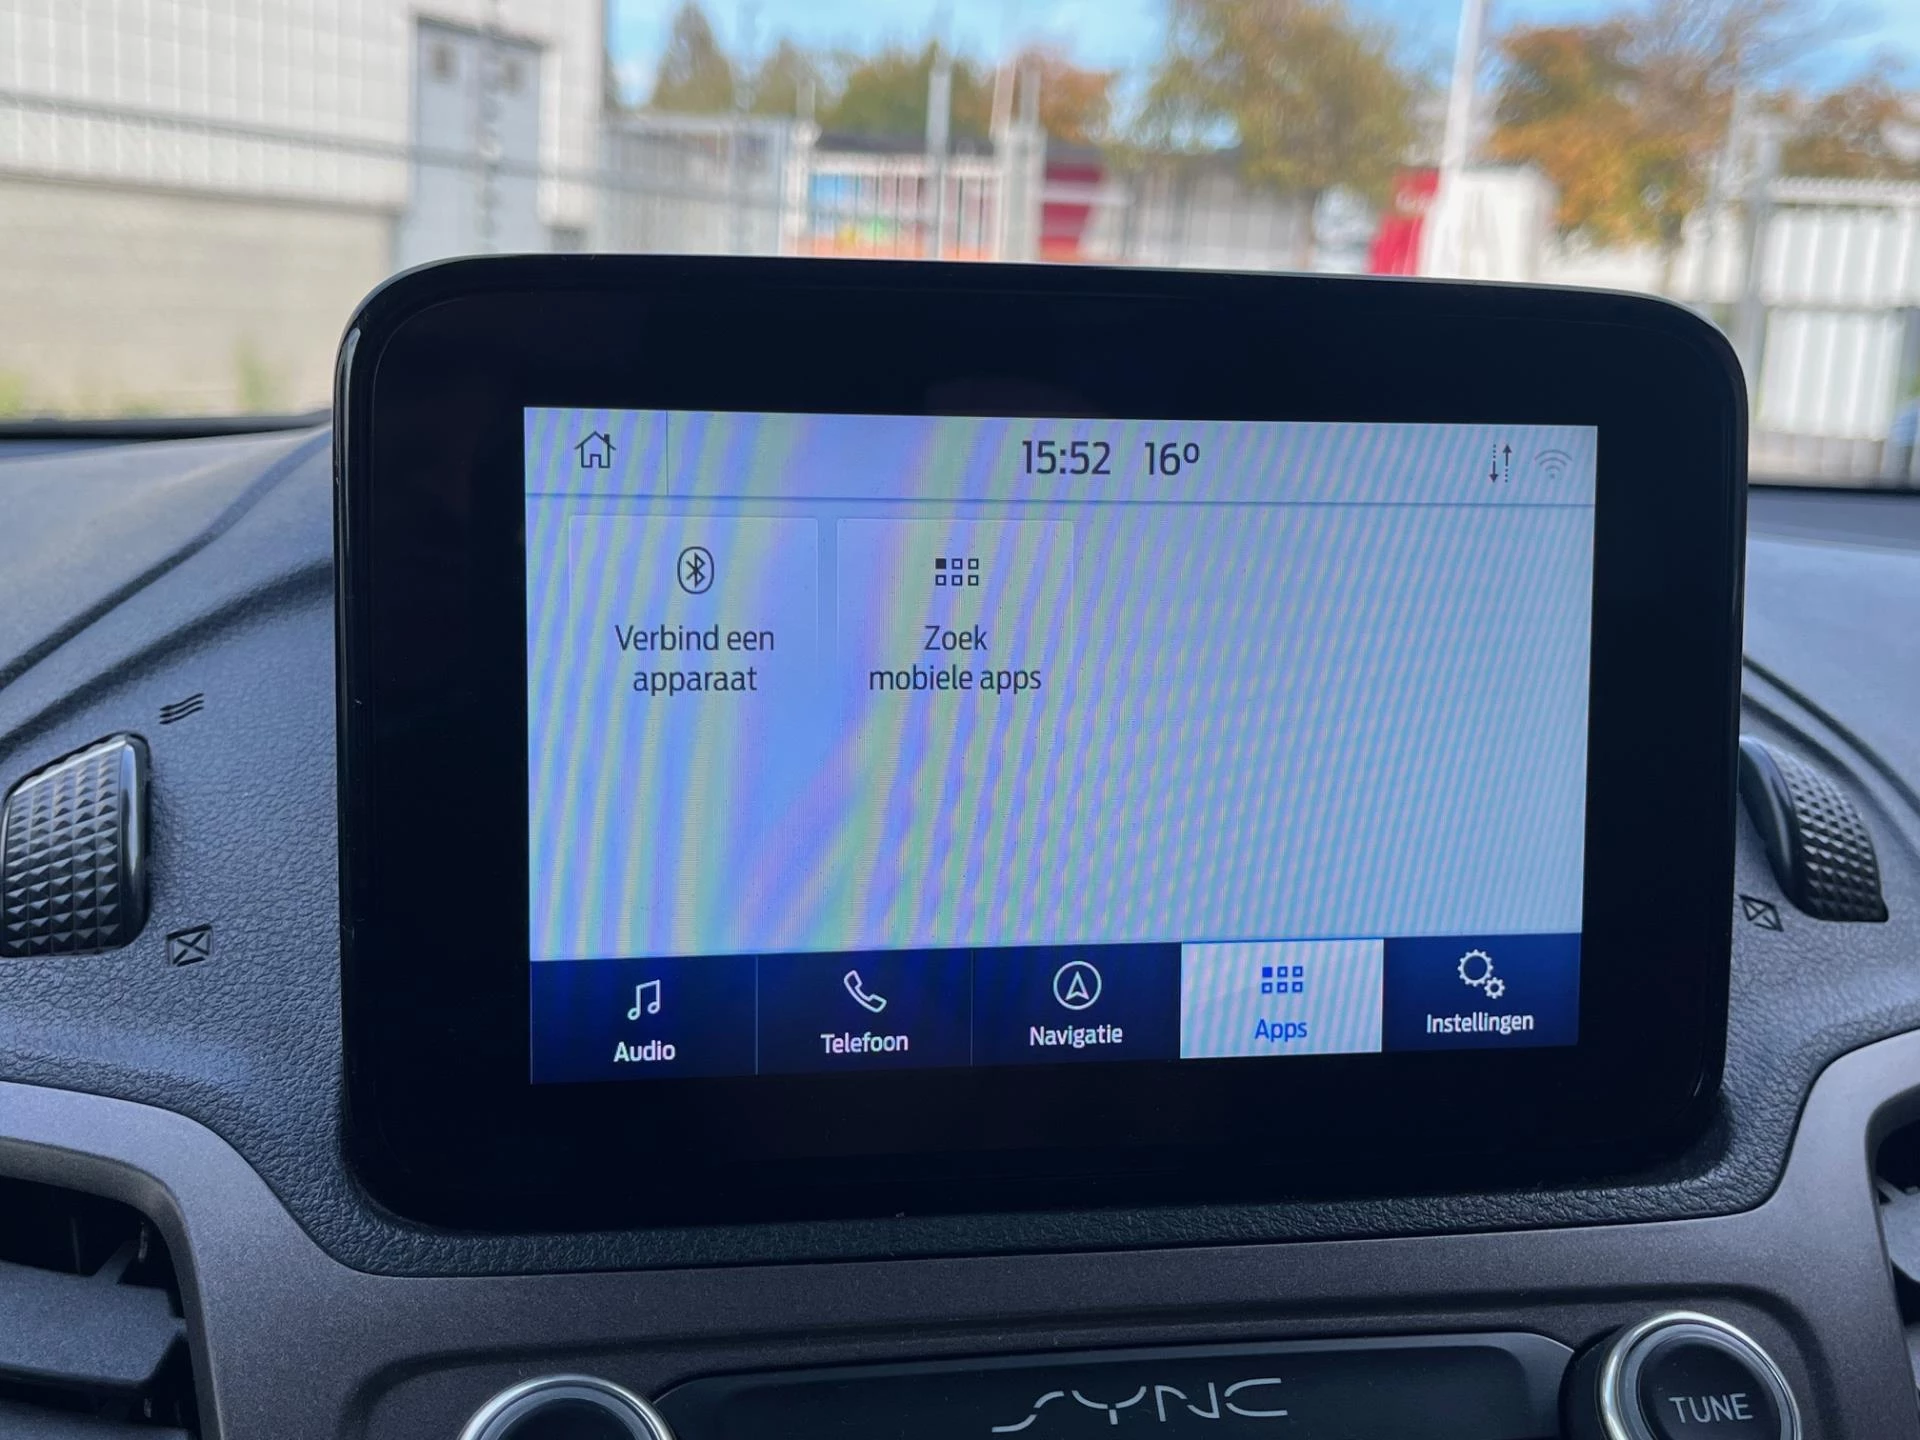 15:52 16º
Verbind een
apparaat
Zoek
mobiele apps
Audio
Telefoon
Navigatie
Apps
Instellingen
SYNC
TUNE